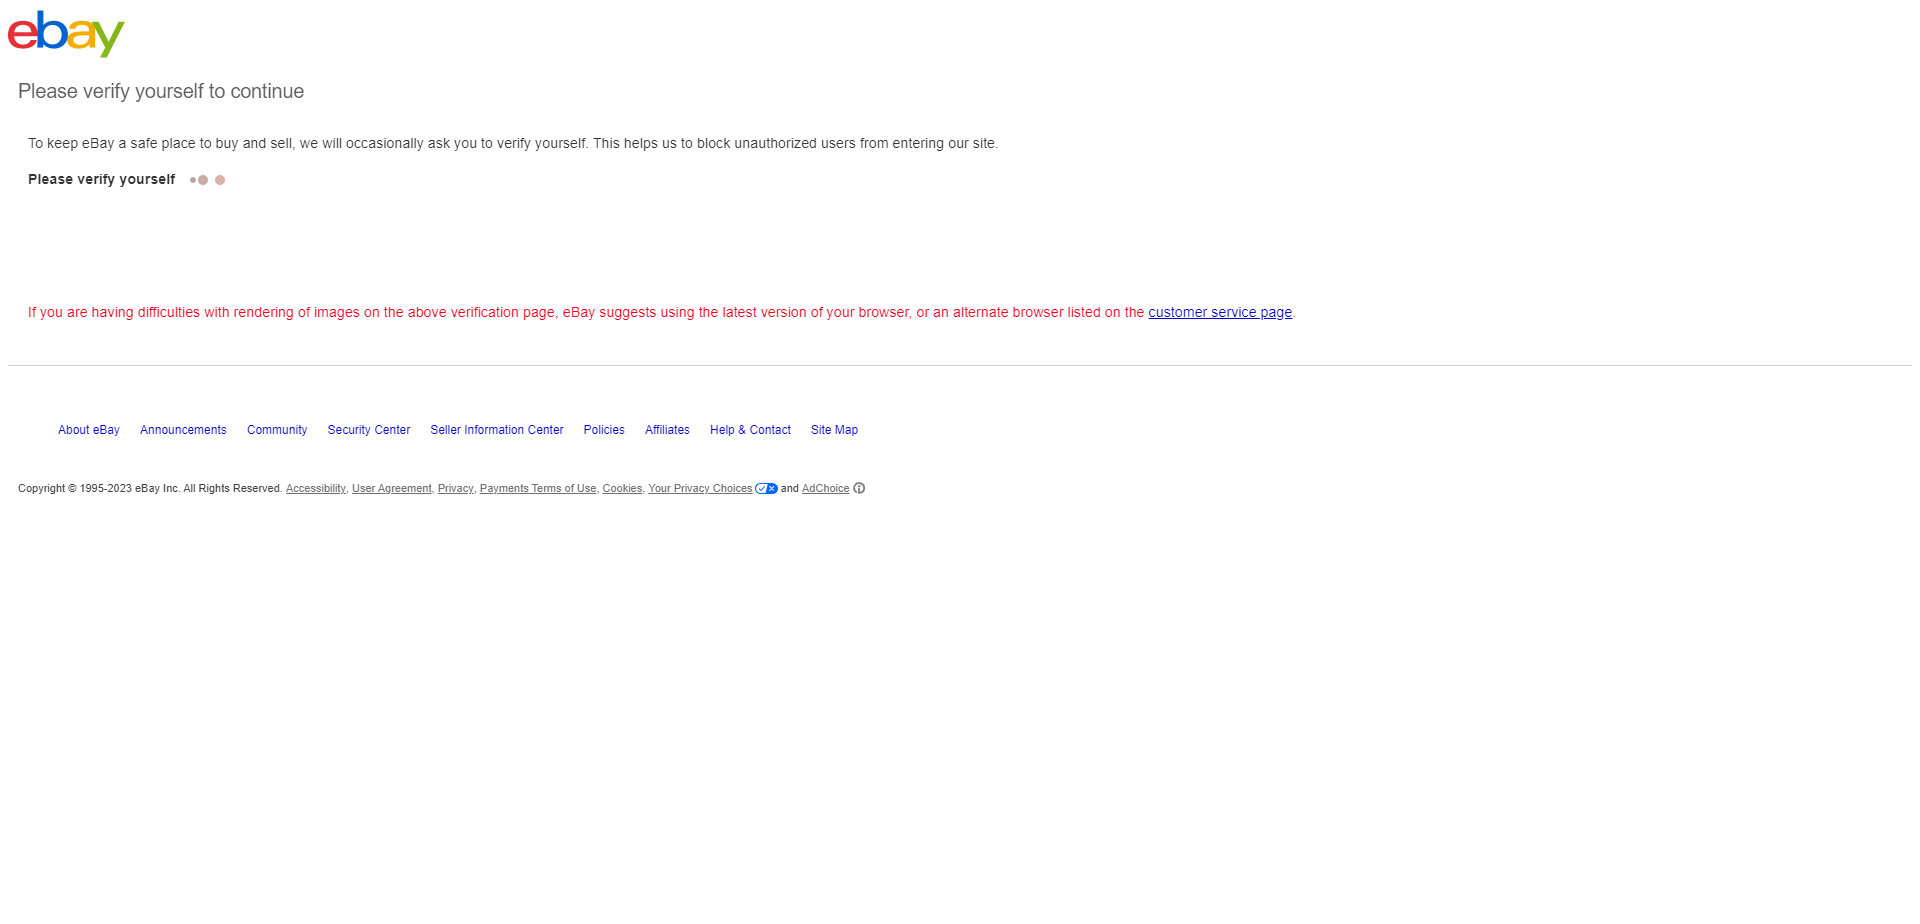 ebay
Please verify yourself to continue
To keep eBay a safe place to buy and sell, we will occasionally ask you to verify yourself. This helps us to block unauthorized users from entering our site.
Please verify yourself
If you are having difficulties with rendering of images on the above verification page, eBay suggests using the latest version of your browser, or an alternate browser listed on the customer service page.
About eBay Announcements Community Security Center Seller Information Center Policies Affiliates Help & Contact Site Map
Copyright © 1995-2023 eBay Inc. All Rights Reserved. Accessibility, User Agreement, Privacy, Payments Terms of Use, Cookies, Your Privacy Choices and AdChoice